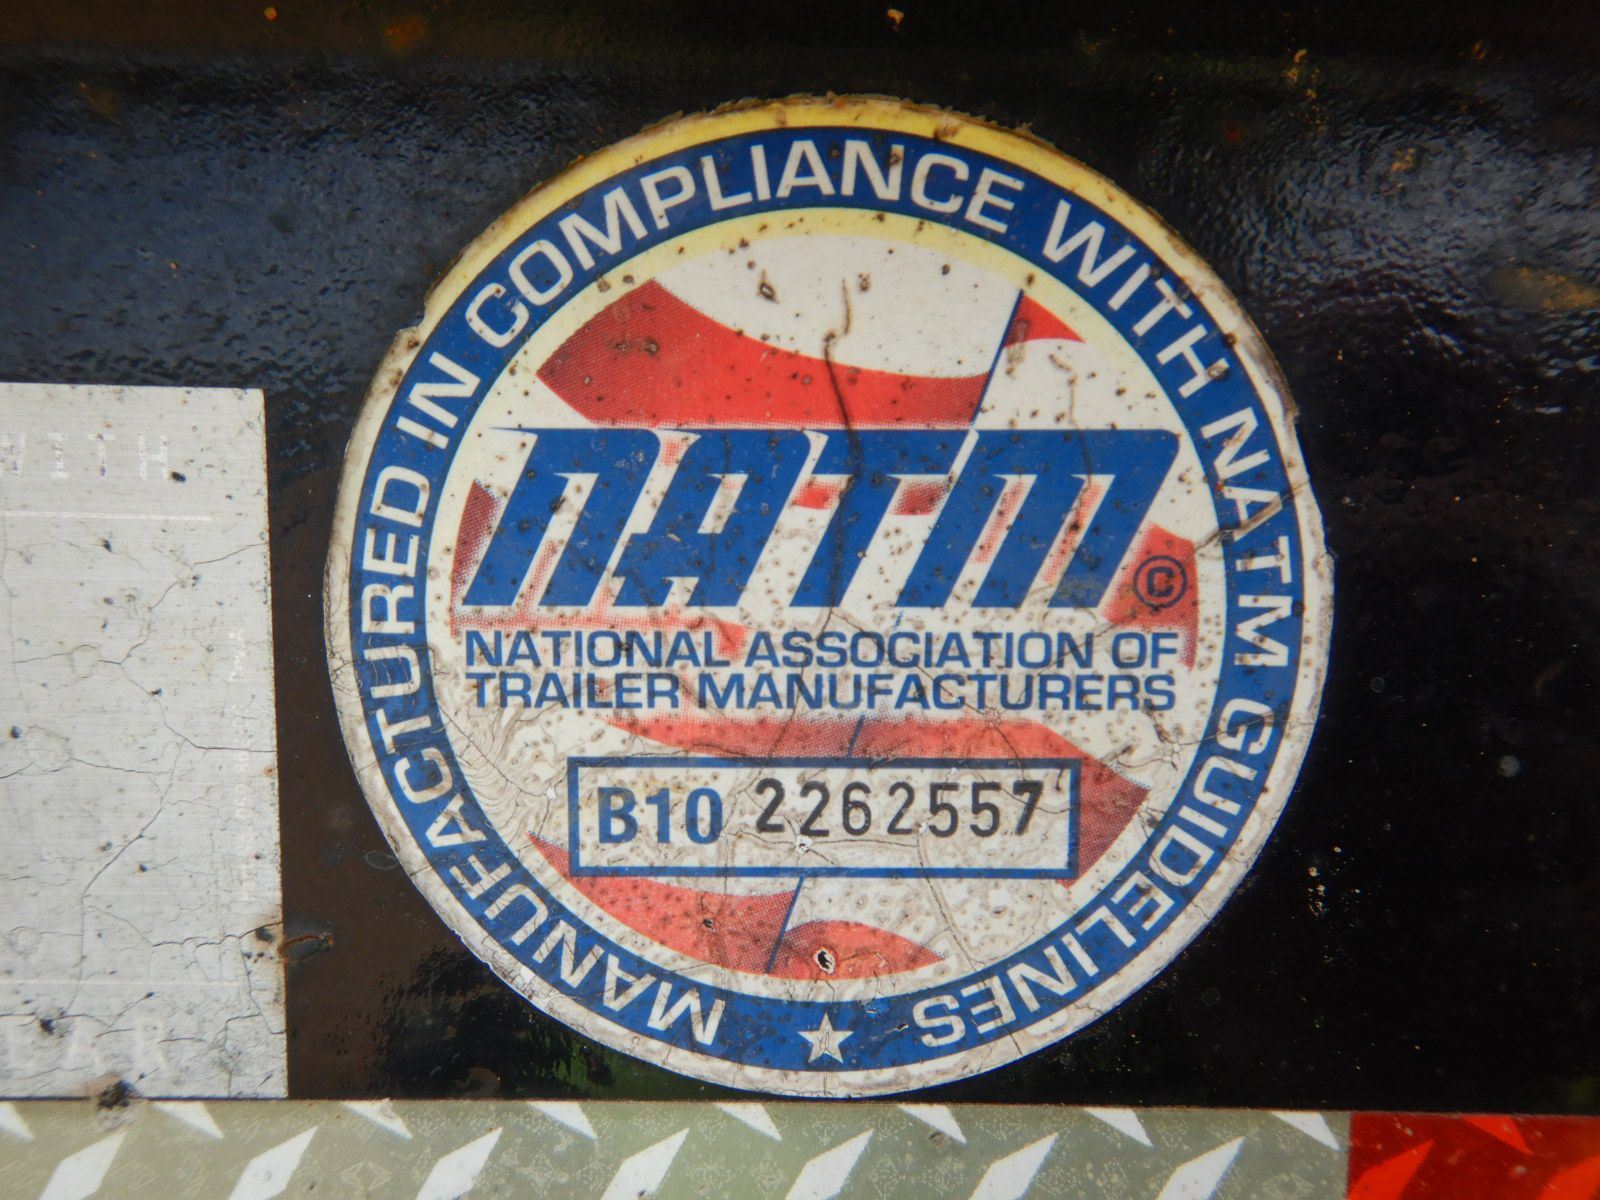 MANUFACTURED IN COMPLIANCE WITH NATM GUIDELINES
NATM ©
NATIONAL ASSOCIATION OF
TRAILER MANUFACTURERS
B10 2262557